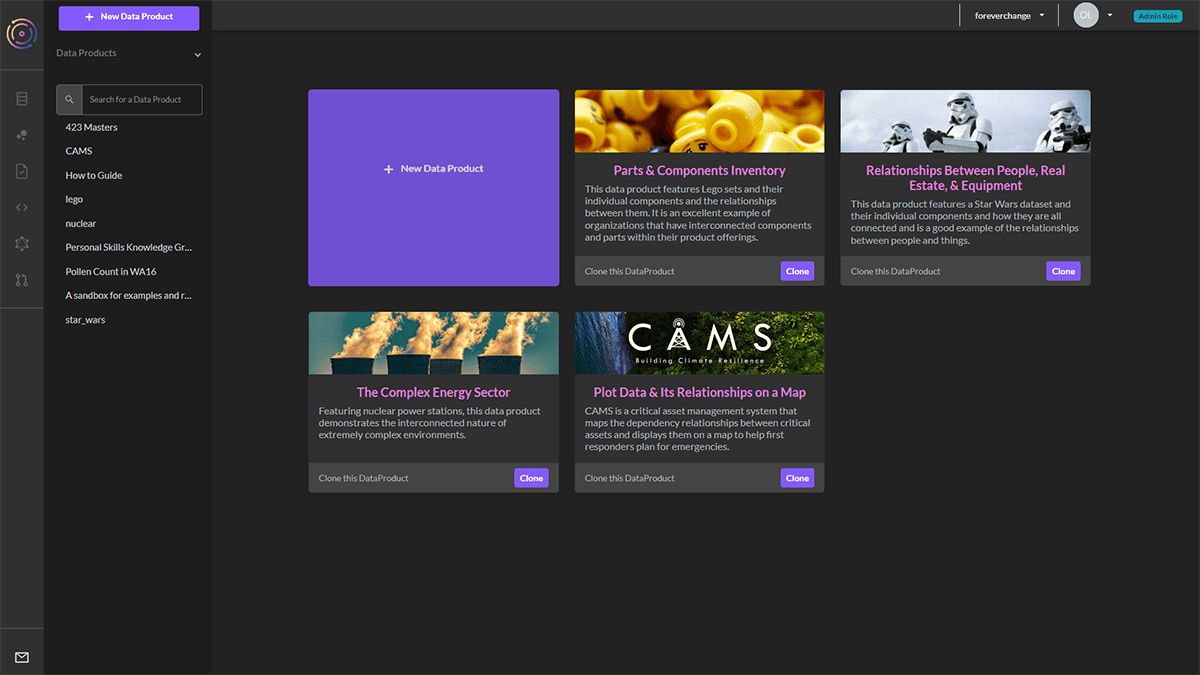 New Data Product
foreverchange
OL
Admin Role
Data Products
Search for a Data Product
423 Masters
CAMS
How to Guide
lego
nuclear
Personal Skills Knowledge Gr...
Pollen Count in WA16
A sandbox for examples and r...
star_wars
New Data Product
Parts & Components Inventory
This data product features Lego sets and their
individual components and the relationships
between them. It is an excellent example of
organizations that have interconnected components
and parts within their product offerings.
Clone this DataProduct
Clone
Relationships Between People, Real
Estate, & Equipment
This data product features a Star Wars dataset and
their individual components and how they are all
connected and is a good example of the relationships
between people and things.
Clone this DataProduct
Clone
The Complex Energy Sector
Featuring nuclear power stations, this data product
demonstrates the interconnected nature of
extremely complex environments.
Clone this DataProduct
Clone
CAMS
Building Climate Resilience
Plot Data & Its Relationships on a Map
CAMS is a critical asset management system that
maps the dependency relationships between critical
assets and displays them on a map to help first
responders plan for emergencies.
Clone this DataProduct
Clone